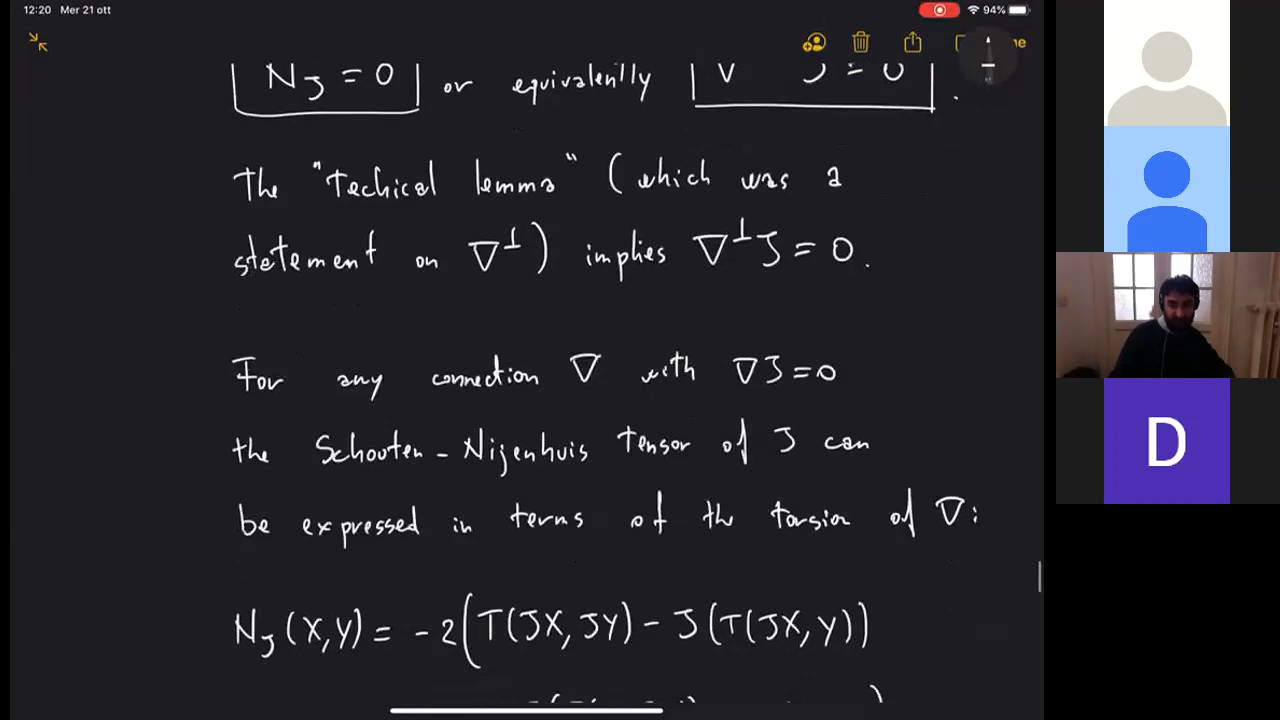 12:20 Mer 21 ott
94%
N_J = 0 or equivalenlly ∇ J = 0 .
The "Techical lemma" (which was a
statement on ∇^⊥) implies ∇^⊥J = 0.
For any connection ∇ with ∇J=0
the Schouten-Nijenhuis tensor of J can
be expressed in terms of the torsion of ∇:
N_J(X,Y) = -2(T(JX,JY) - J(T(JX,Y))
D